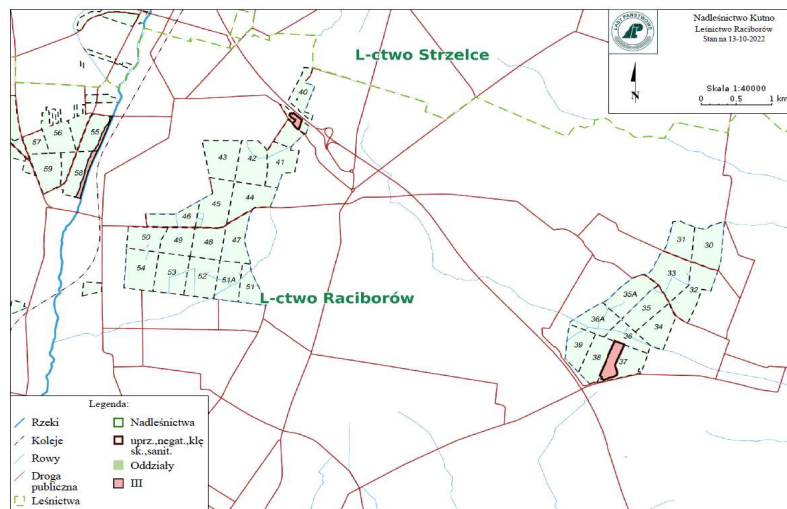 LASY PAŃSTWOWE
Nadleśnictwo Kutno
Leśnictwo Raciborów
Stan na 13-10-2022
Skala 1:40000
0 0.5 1 km
N
L-ctwo Strzelce
40
55
56
57
58
59
43
42
41
45
44
46
50
49
48
47
54
53
52
51A
51
L-ctwo Raciborów
31
30
33
32
35A
35
34
36A
36
39
38
37
Legenda:
Rzeki
Koleje
Rowy
Droga publiczna
Leśnictwa
Nadleśnictwa
uprz.,negat.,klę
sk.,sanit.
Oddziały
III